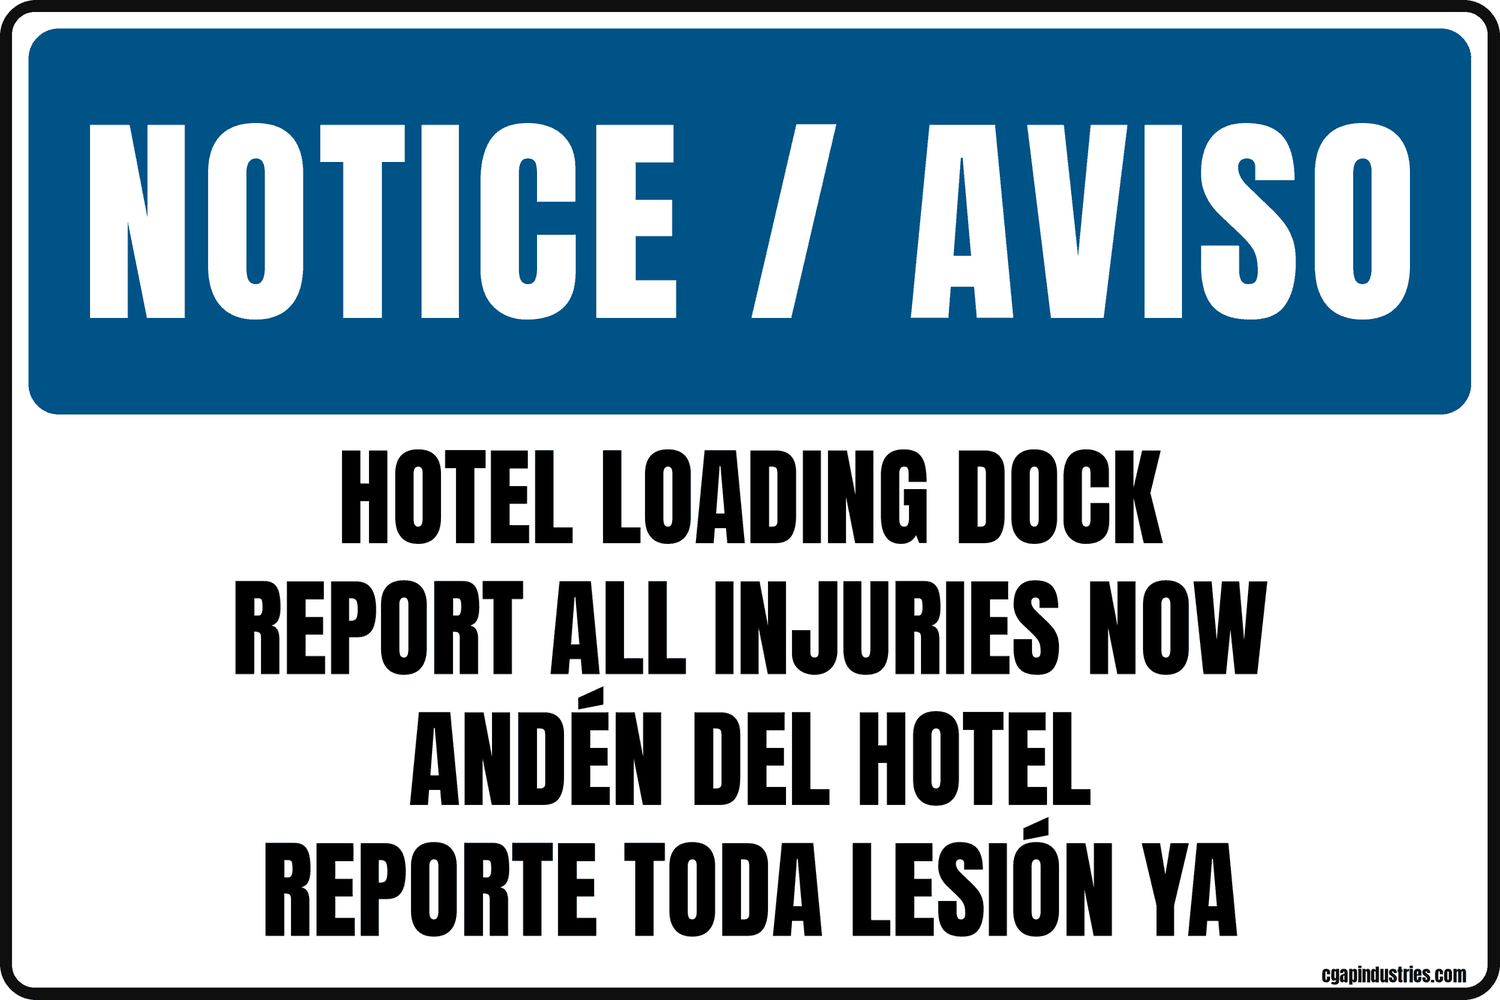 NOTICE / AVISO
HOTEL LOADING DOCK
REPORT ALL INJURIES NOW
ANDÉN DEL HOTEL
REPORTE TODA LESIÓN YA
cgapindustries.com